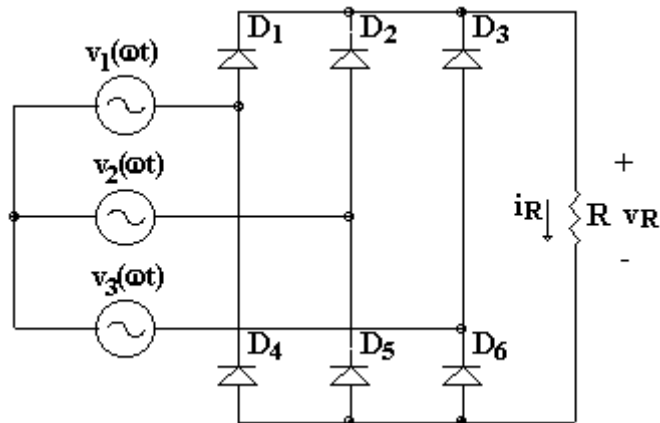 D1 D2 D3
v1(ωt)
v2(ωt)
+
iR R vR
-
v3(ωt)
D4 D5 D6